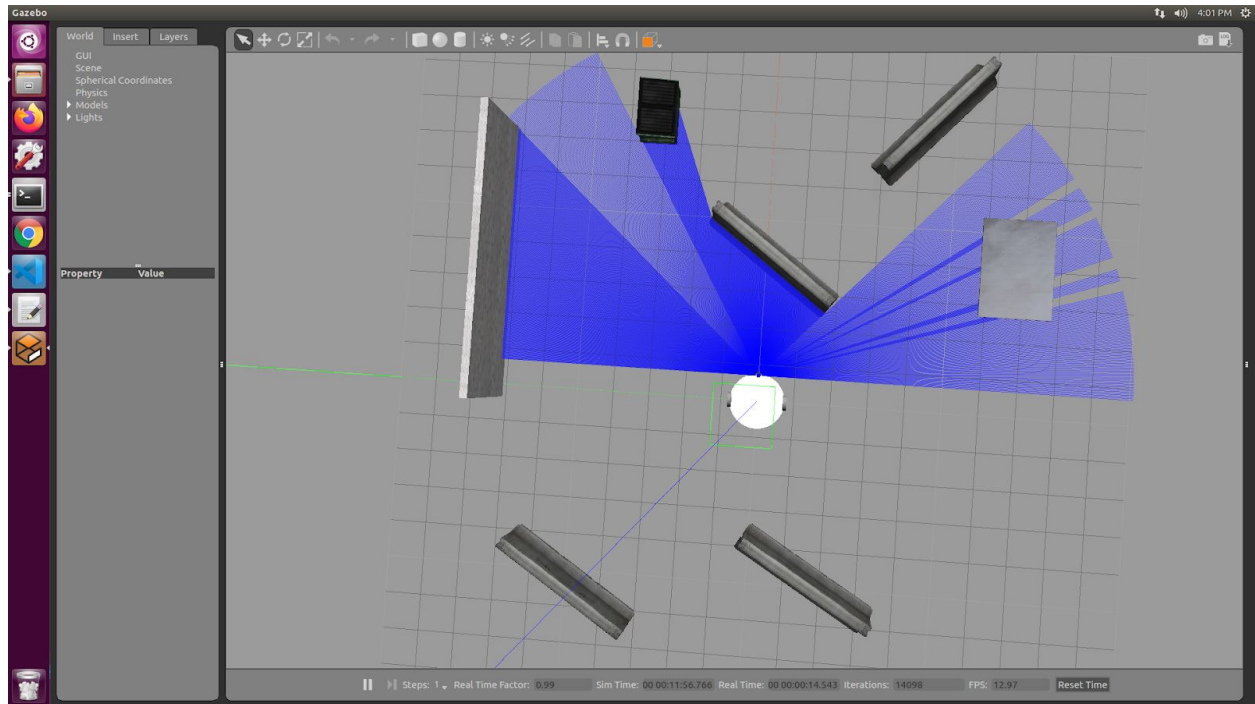 Gazebo 4:01 PM
World Insert Layers
GUI
Scene
Spherical Coordinates
Physics
Models
Lights
Property Value
Steps: 1 Real Time Factor: 0.99 Sim Time: 00 00:11:56.766 Real Time: 00 00:00:14.543 Iterations: 14098 FPS: 12.97 Reset Time